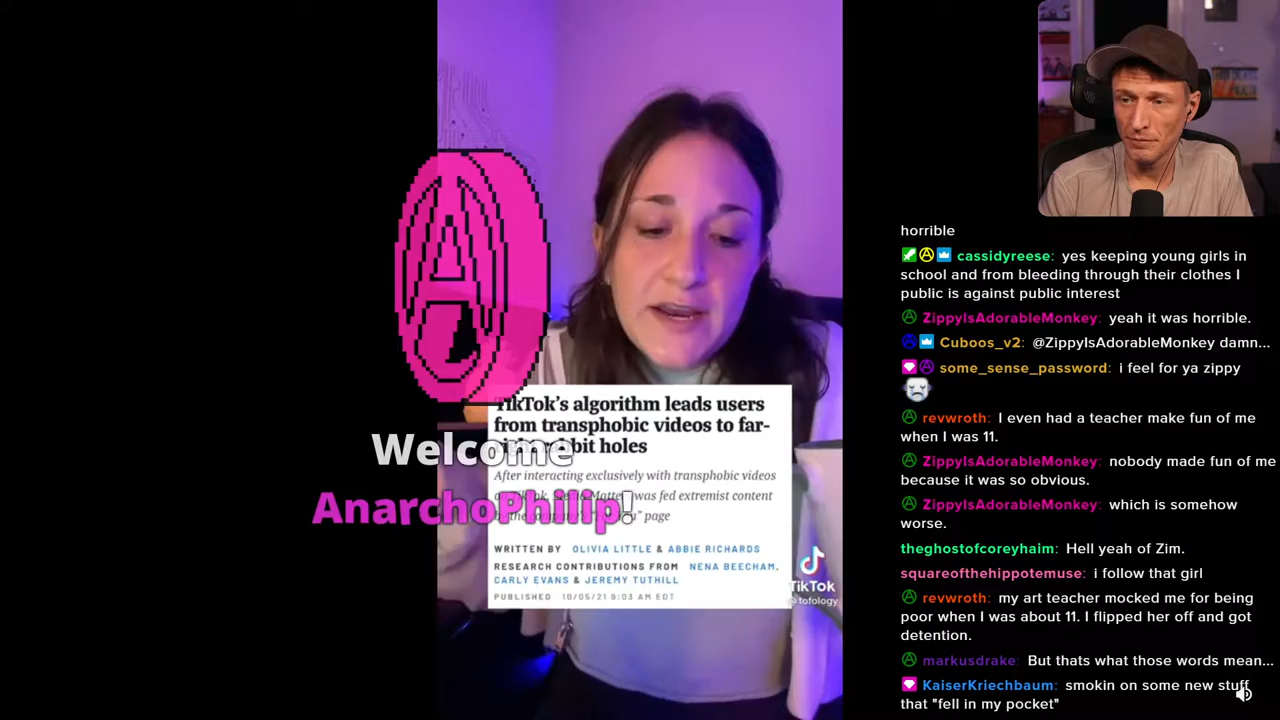 TikTok's algorithm leads users
from transphobic videos to far-
bit holes
After interacting exclusively with transphobic videos
was fed extremist content
page
WRITTEN BY OLIVIA LITTLE & ABBIE RICHARDS
RESEARCH CONTRIBUTIONS FROM NENA BEECHAM,
CARLY EVANS & JEREMY TUTHILL
PUBLISHED 10/05/21 9:03 AM EDT
Welcome
AnarchoPhilip!
TikTok
@tofology
horrible
cassidyreese: yes keeping young girls in
school and from bleeding through their clothes I
public is against public interest
ZippyIsAdorableMonkey: yeah it was horrible.
Cuboos_v2: @ZippyIsAdorableMonkey damn...
some_sense_password: i feel for ya zippy
revwroth: I even had a teacher make fun of me
when I was 11.
ZippyIsAdorableMonkey: nobody made fun of me
because it was so obvious.
ZippyIsAdorableMonkey: which is somehow
worse.
theghostofcoreyhaim: Hell yeah of Zim.
squareofthehippotemuse: i follow that girl
revwroth: my art teacher mocked me for being
poor when I was about 11. I flipped her off and got
detention.
markusdrake: But thats what those words mean...
KaiserKriechbaum: smokin on some new stuff
that "fell in my pocket"